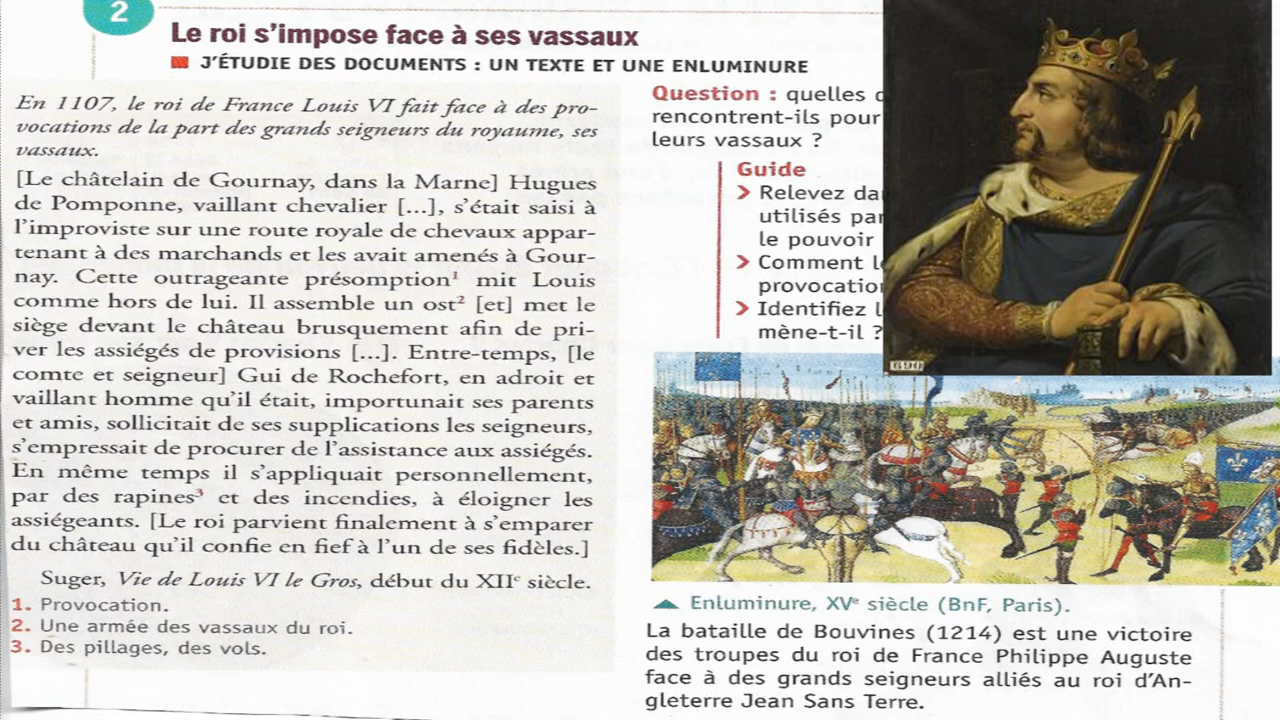 2
Le roi s'impose face à ses vassaux
J'ÉTUDIE DES DOCUMENTS : UN TEXTE ET UNE ENLUMINURE
En 1107, le roi de France Louis VI fait face à des pro-
vocations de la part des grands seigneurs du royaume, ses
vassaux.
[Le châtelain de Gournay, dans la Marne] Hugues
de Pomponne, vaillant chevalier [...], s'était saisi à
l'improviste sur une route royale de chevaux appar-
tenant à des marchands et les avait amenés à Gour-
nay. Cette outrageante présomption¹ mit Louis
comme hors de lui. Il assemble un ost² [et] met le
siège devant le château brusquement afin de pri-
ver les assiégés de provisions [...]. Entre-temps, [le
comte et seigneur] Gui de Rochefort, en adroit et
vaillant homme qu'il était, importunait ses parents
et amis, sollicitait de ses supplications les seigneurs,
s'empressait de procurer de l'assistance aux assiégés.
En même temps il s'appliquait personnellement,
par des rapines³ et des incendies, à éloigner les
assiégeants. [Le roi parvient finalement à s'emparer
du château qu'il confie en fief à l'un de ses fidèles.]
Suger, Vie de Louis VI le Gros, début du XIIᵉ siècle.
1. Provocation.
2. Une armée des vassaux du roi.
3. Des pillages, des vols.
Question : quelles
rencontrent-ils pour
leurs vassaux ?
Guide
> Relevez
utilisés
le pouvoir
> Comment
provocation
> Identifiez
mène-t-il ?
690
Enluminure, XVᵉ siècle (BnF, Paris).
La bataille de Bouvines (1214) est une victoire
des troupes du roi de France Philippe Auguste
face à des grands seigneurs alliés au roi d'An-
gleterre Jean Sans Terre.